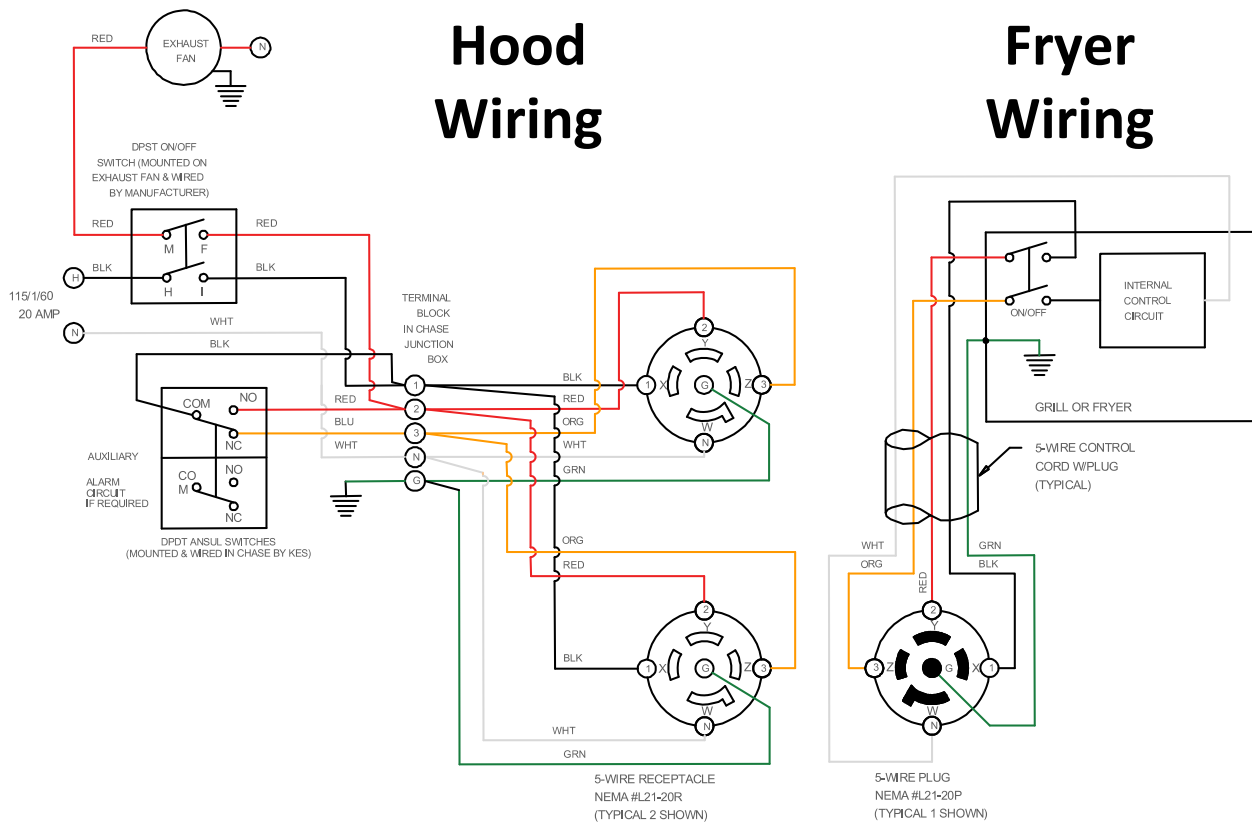 Hood
Wiring
Fryer
Wiring
RED
EXHAUST
FAN
N
DPST ON/OFF
SWITCH (MOUNTED ON
EXHAUST FAN & WIRED
BY MANUFACTURER)
RED
M
F
RED
H
BLK
H
I
BLK
115/1/60
20 AMP
N
WHT
BLK
TERMINAL
BLOCK
IN CHASE
JUNCTION
BOX
COM
NO
NC
RED
BLU
WHT
1
2
3
N
G
BLK
RED
ORG
WHT
GRN
AUXILIARY
ALARM
CIRCUIT
IF REQUIRED
CO
M
NO
NC
DPDT ANSUL SWITCHES
(MOUNTED & WIRED IN CHASE BY KES)
2
Y
1
X
G
Z
3
W
N
ORG
RED
BLK
WHT
GRN
2
Y
1
X
G
Z
3
W
N
5-WIRE RECEPTACLE
NEMA #L21-20R
(TYPICAL 2 SHOWN)
ON/OFF
INTERNAL
CONTROL
CIRCUIT
GRILL OR FRYER
5-WIRE CONTROL
CORD W/PLUG
(TYPICAL)
WHT
ORG
RED
GRN
BLK
2
Y
3
Z
G
X
1
W
N
5-WIRE PLUG
NEMA #L21-20P
(TYPICAL 1 SHOWN)